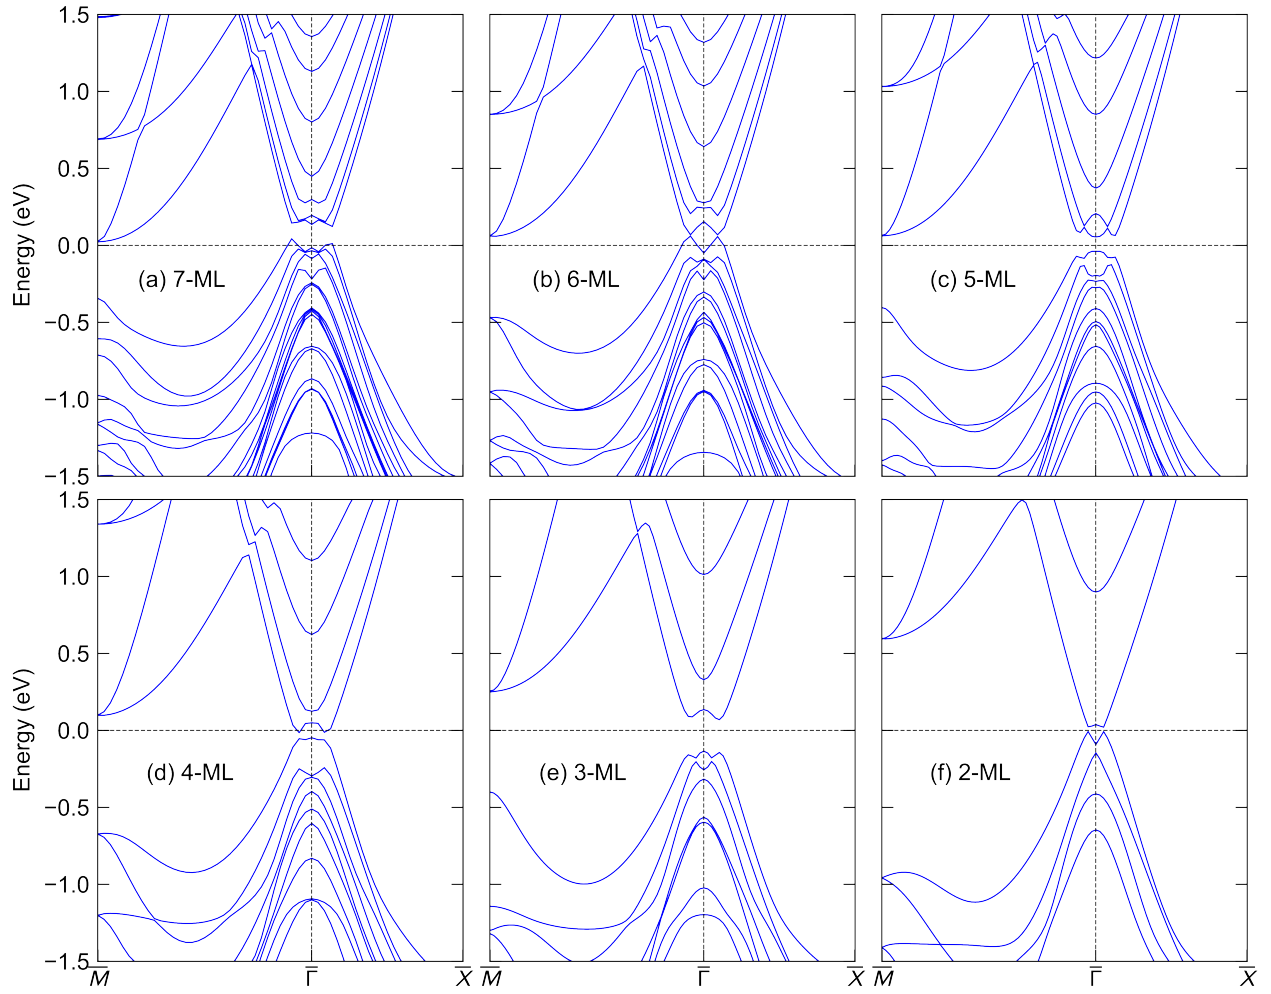 1.5
1.0
0.5
0.0
−0.5
−1.0
−1.5
Energy (eV)
(a) 7-ML
(b) 6-ML
(c) 5-ML
1.5
1.0
0.5
0.0
−0.5
−1.0
−1.5
Energy (eV)
(d) 4-ML
(e) 3-ML
(f) 2-ML
M̅ Γ̅ X̅ M̅ Γ̅ X̅ M̅ Γ̅ X̅